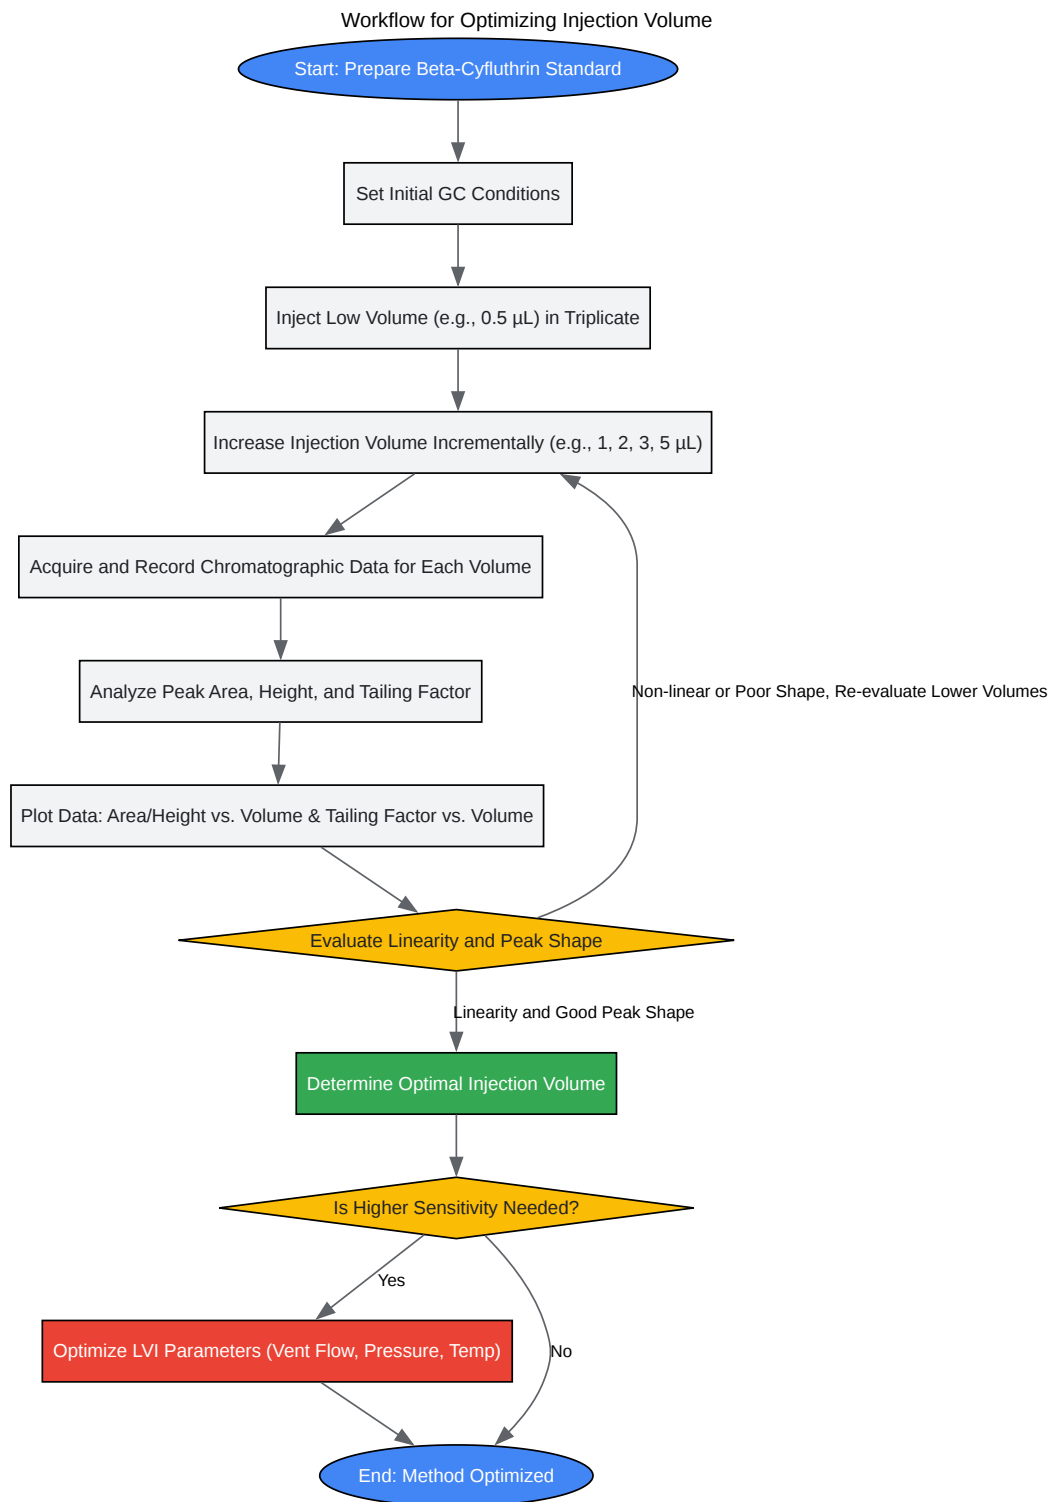 Workflow for Optimizing Injection Volume
Start: Prepare Beta-Cyfluthrin Standard
Set Initial GC Conditions
Inject Low Volume (e.g., 0.5 µL) in Triplicate
Increase Injection Volume Incrementally (e.g., 1, 2, 3, 5 µL)
Acquire and Record Chromatographic Data for Each Volume
Analyze Peak Area, Height, and Tailing Factor
Non-linear or Poor Shape, Re-evaluate Lower Volumes
Plot Data: Area/Height vs. Volume & Tailing Factor vs. Volume
Evaluate Linearity and Peak Shape
Linearity and Good Peak Shape
Determine Optimal Injection Volume
Is Higher Sensitivity Needed?
Yes
Optimize LVI Parameters (Vent Flow, Pressure, Temp)
No
End: Method Optimized